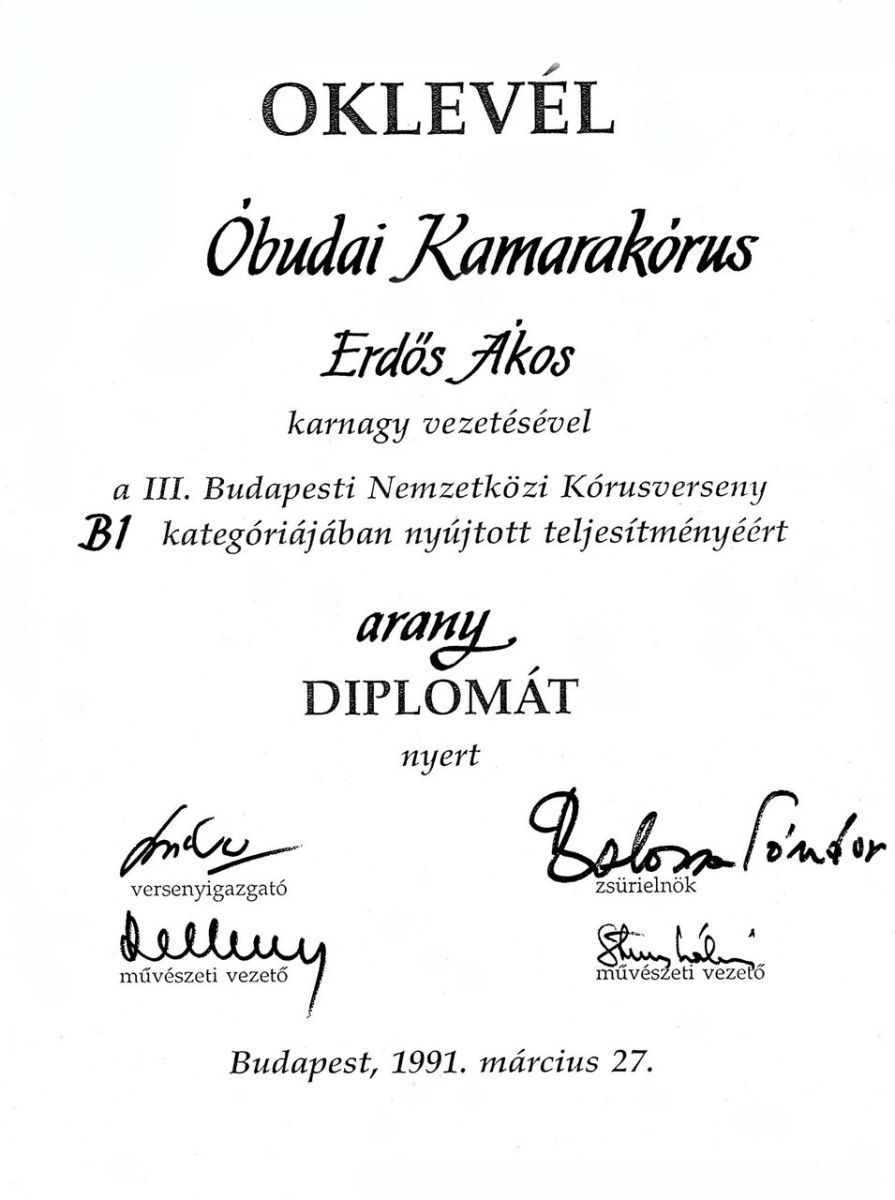 OKLEVÉL
Óbudai Kamarakórus
Erdős Ákos
karnagy vezetésével
a III. Budapesti Nemzetközi Kórusverseny
B1 kategóriájában nyújtott teljesítményéért
arany
DIPLOMÁT
nyert
Sándor
versenyigazgató
zsürielnök
művészeti vezető
művészeti vezető
Budapest, 1991. március 27.